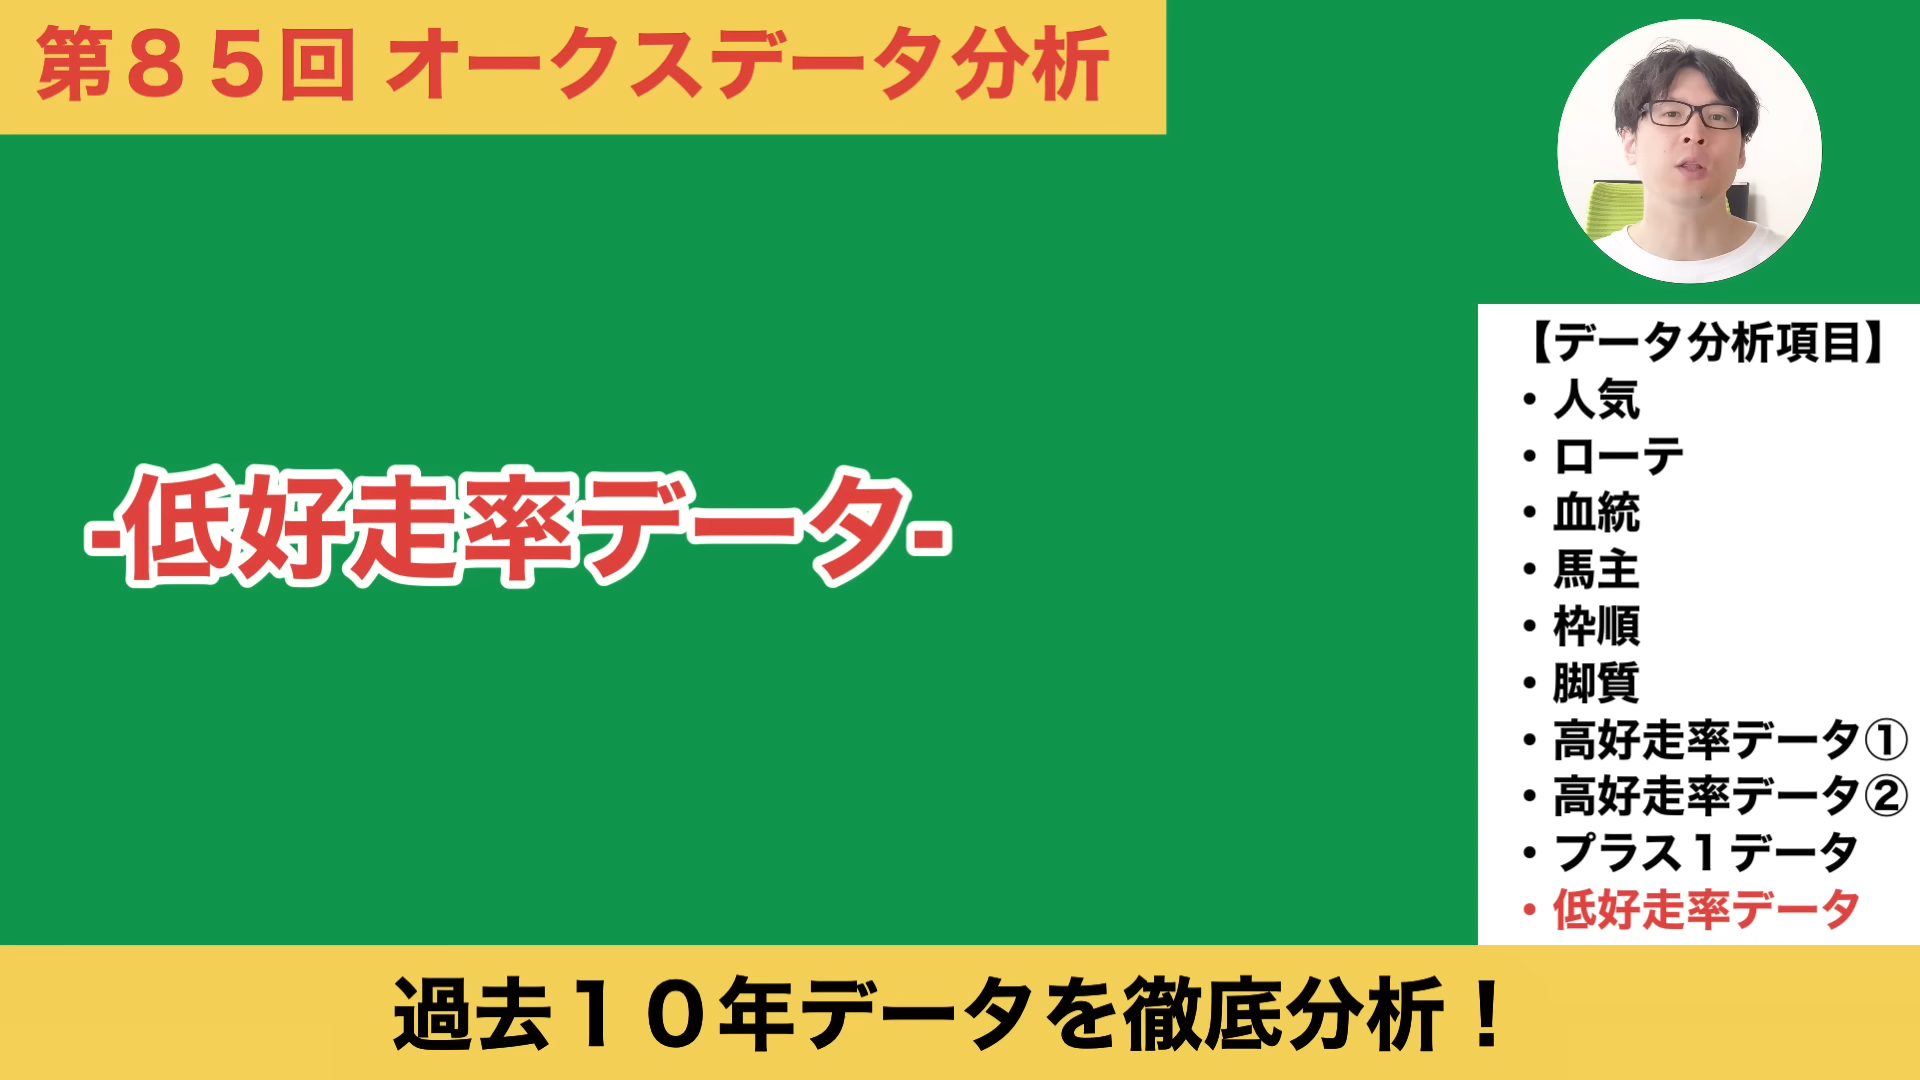 第８５回 オークスデータ分析
-低好走率データ-
【データ分析項目】
・人気
・ローテ
・血統
・馬主
・枠順
・脚質
・高好走率データ①
・高好走率データ②
・プラス１データ
・低好走率データ
過去１０年データを徹底分析！